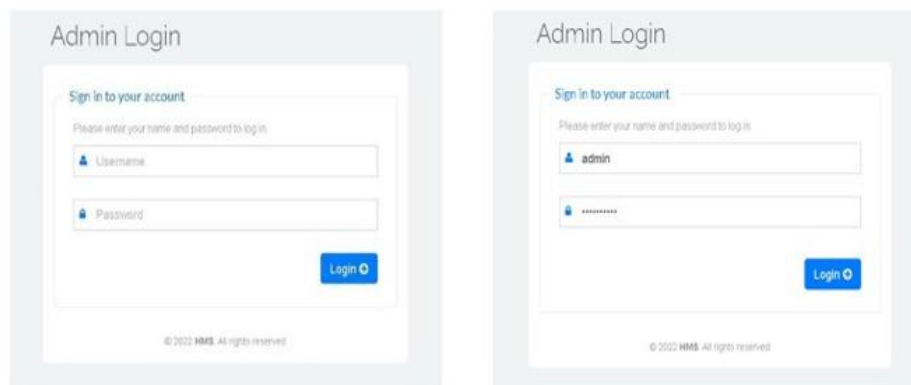 Admin Login
Sign in to your account
Please enter your name and password to log in.
Username
Password
Login
© 2022 HMS. All rights reserved
Admin Login
Sign in to your account
Please enter your name and password to log in.
admin
••••••••••
Login
© 2022 HMS. All rights reserved